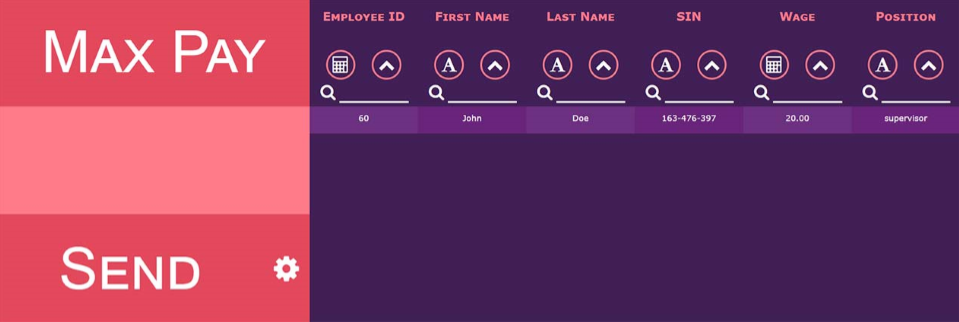 Max Pay
Send
Employee ID First Name Last Name SIN Wage Position
A A A A
60 John Doe 163-476-397 20.00 supervisor